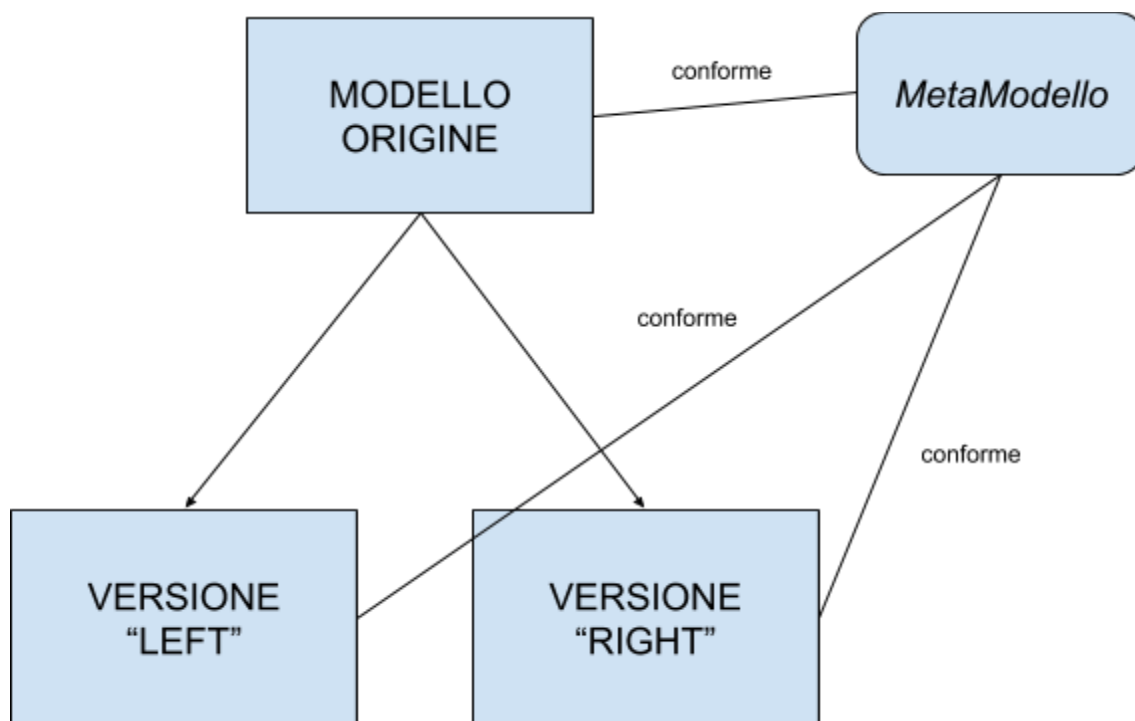 MODELLO
ORIGINE
conforme
MetaModello
conforme
conforme
VERSIONE
“LEFT”
VERSIONE
“RIGHT”